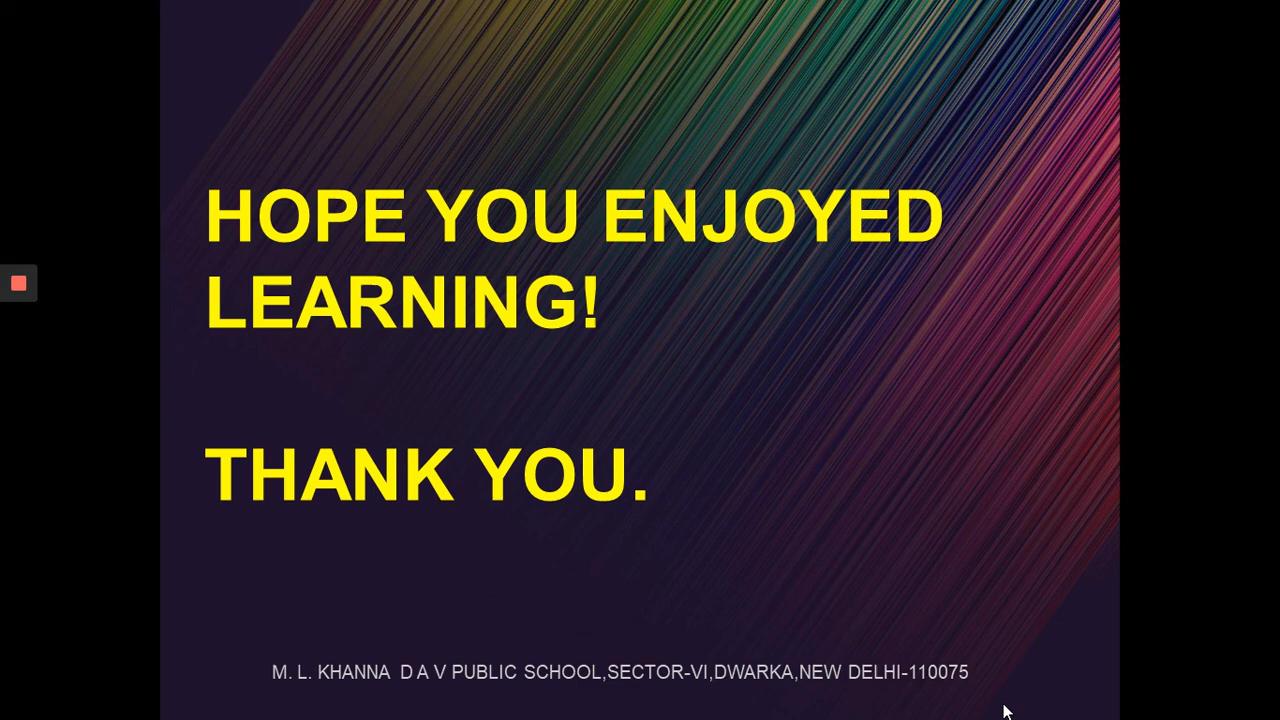 HOPE YOU ENJOYED
LEARNING!
THANK YOU.
M. L. KHANNA D A V PUBLIC SCHOOL,SECTOR-VI,DWARKA,NEW DELHI-110075